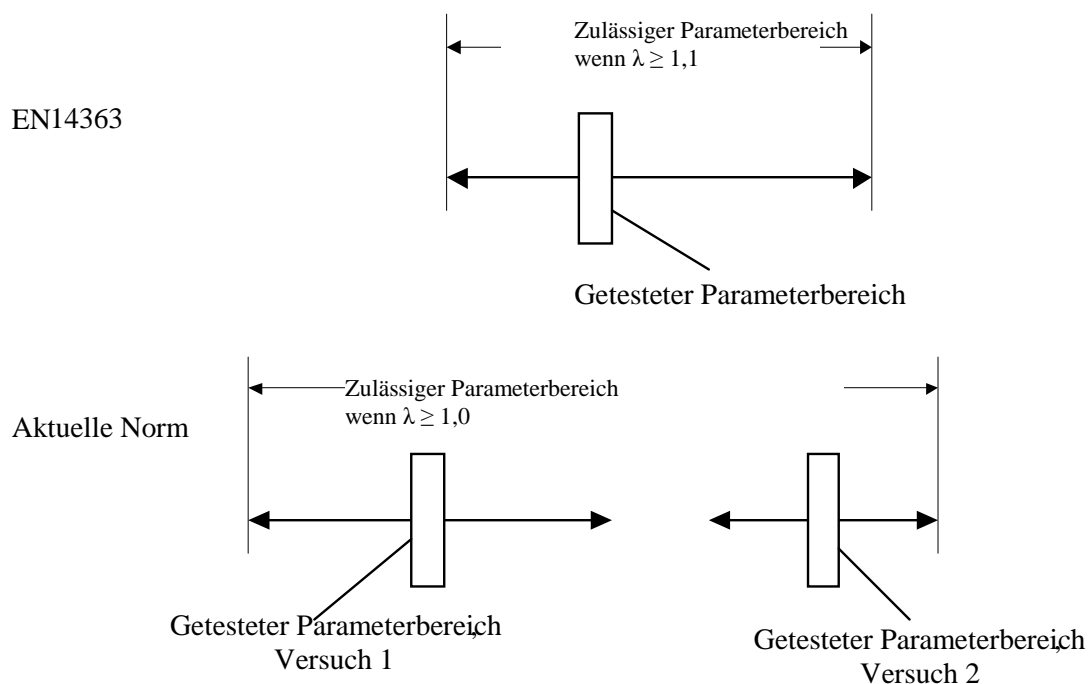 Zulässiger Parameterbereich
wenn λ ≥ 1,1
EN14363
Getesteter Parameterbereich
Zulässiger Parameterbereich
wenn λ ≥ 1,0
Aktuelle Norm
Getesteter Parameterbereich,
Versuch 1
Getesteter Parameterbereich,
Versuch 2